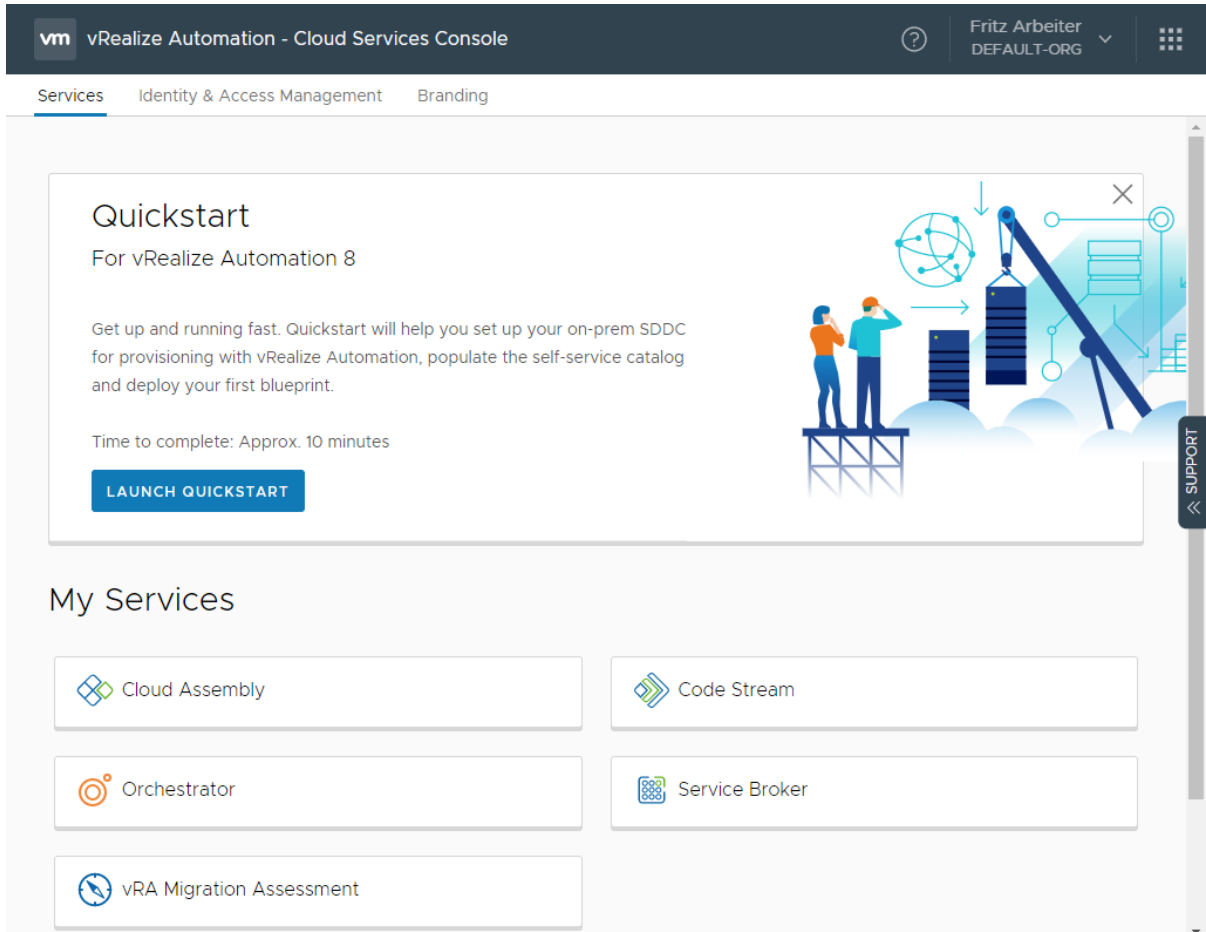 vm vRealize Automation - Cloud Services Console
Fritz Arbeiter
DEFAULT-ORG
Services Identity & Access Management Branding
Quickstart
For vRealize Automation 8
Get up and running fast. Quickstart will help you set up your on-prem SDDC
for provisioning with vRealize Automation, populate the self-service catalog
and deploy your first blueprint.
Time to complete: Approx. 10 minutes
LAUNCH QUICKSTART
SUPPORT
My Services
Cloud Assembly
Code Stream
Orchestrator
Service Broker
vRA Migration Assessment